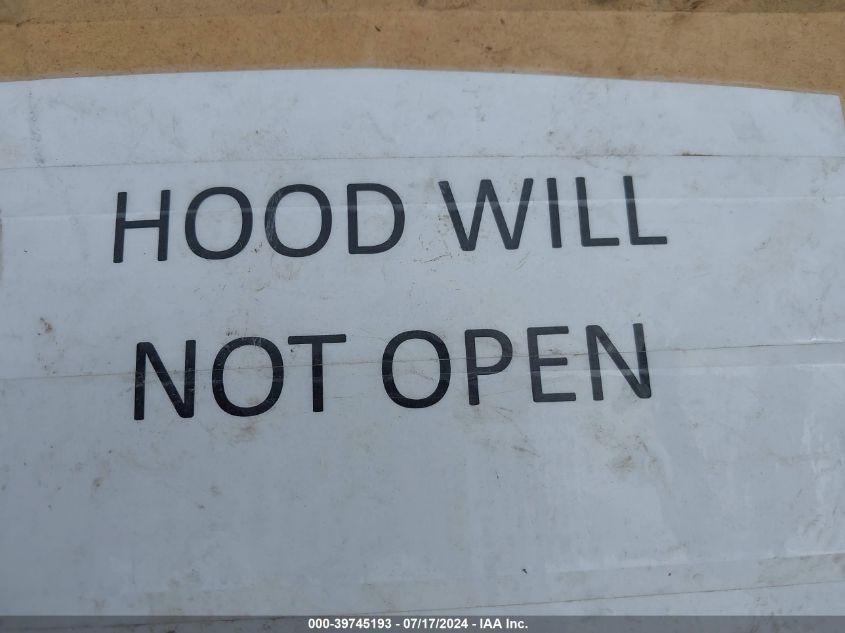 HOOD WILL
NOT OPEN
000-39745193 - 07/17/2024 - IAA Inc.